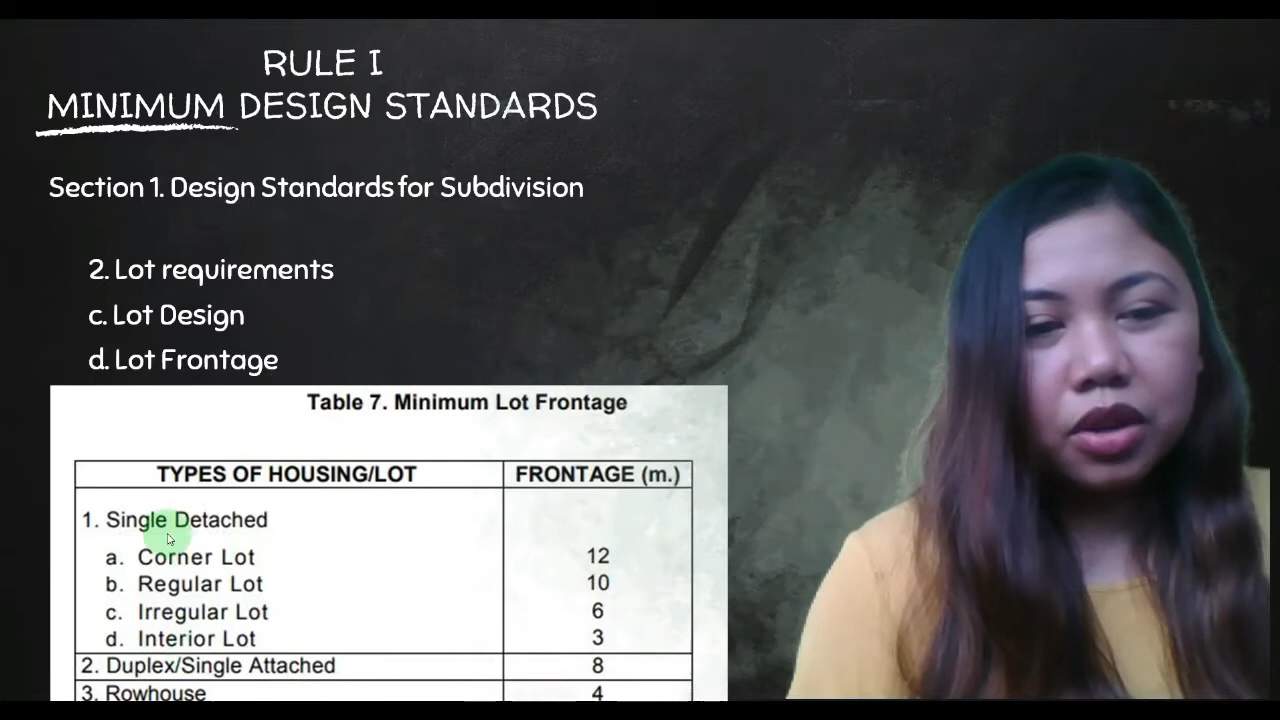 RULE I
MINIMUM DESIGN STANDARDS
Section 1. Design Standards for Subdivision
2. Lot requirements
c. Lot Design
d. Lot Frontage
Table 7. Minimum Lot Frontage
TYPES OF HOUSING/LOT FRONTAGE (m.)
1. Single Detached
a. Corner Lot 12
b. Regular Lot 10
c. Irregular Lot 6
d. Interior Lot 3
2. Duplex/Single Attached 8
3. Rowhouse 4